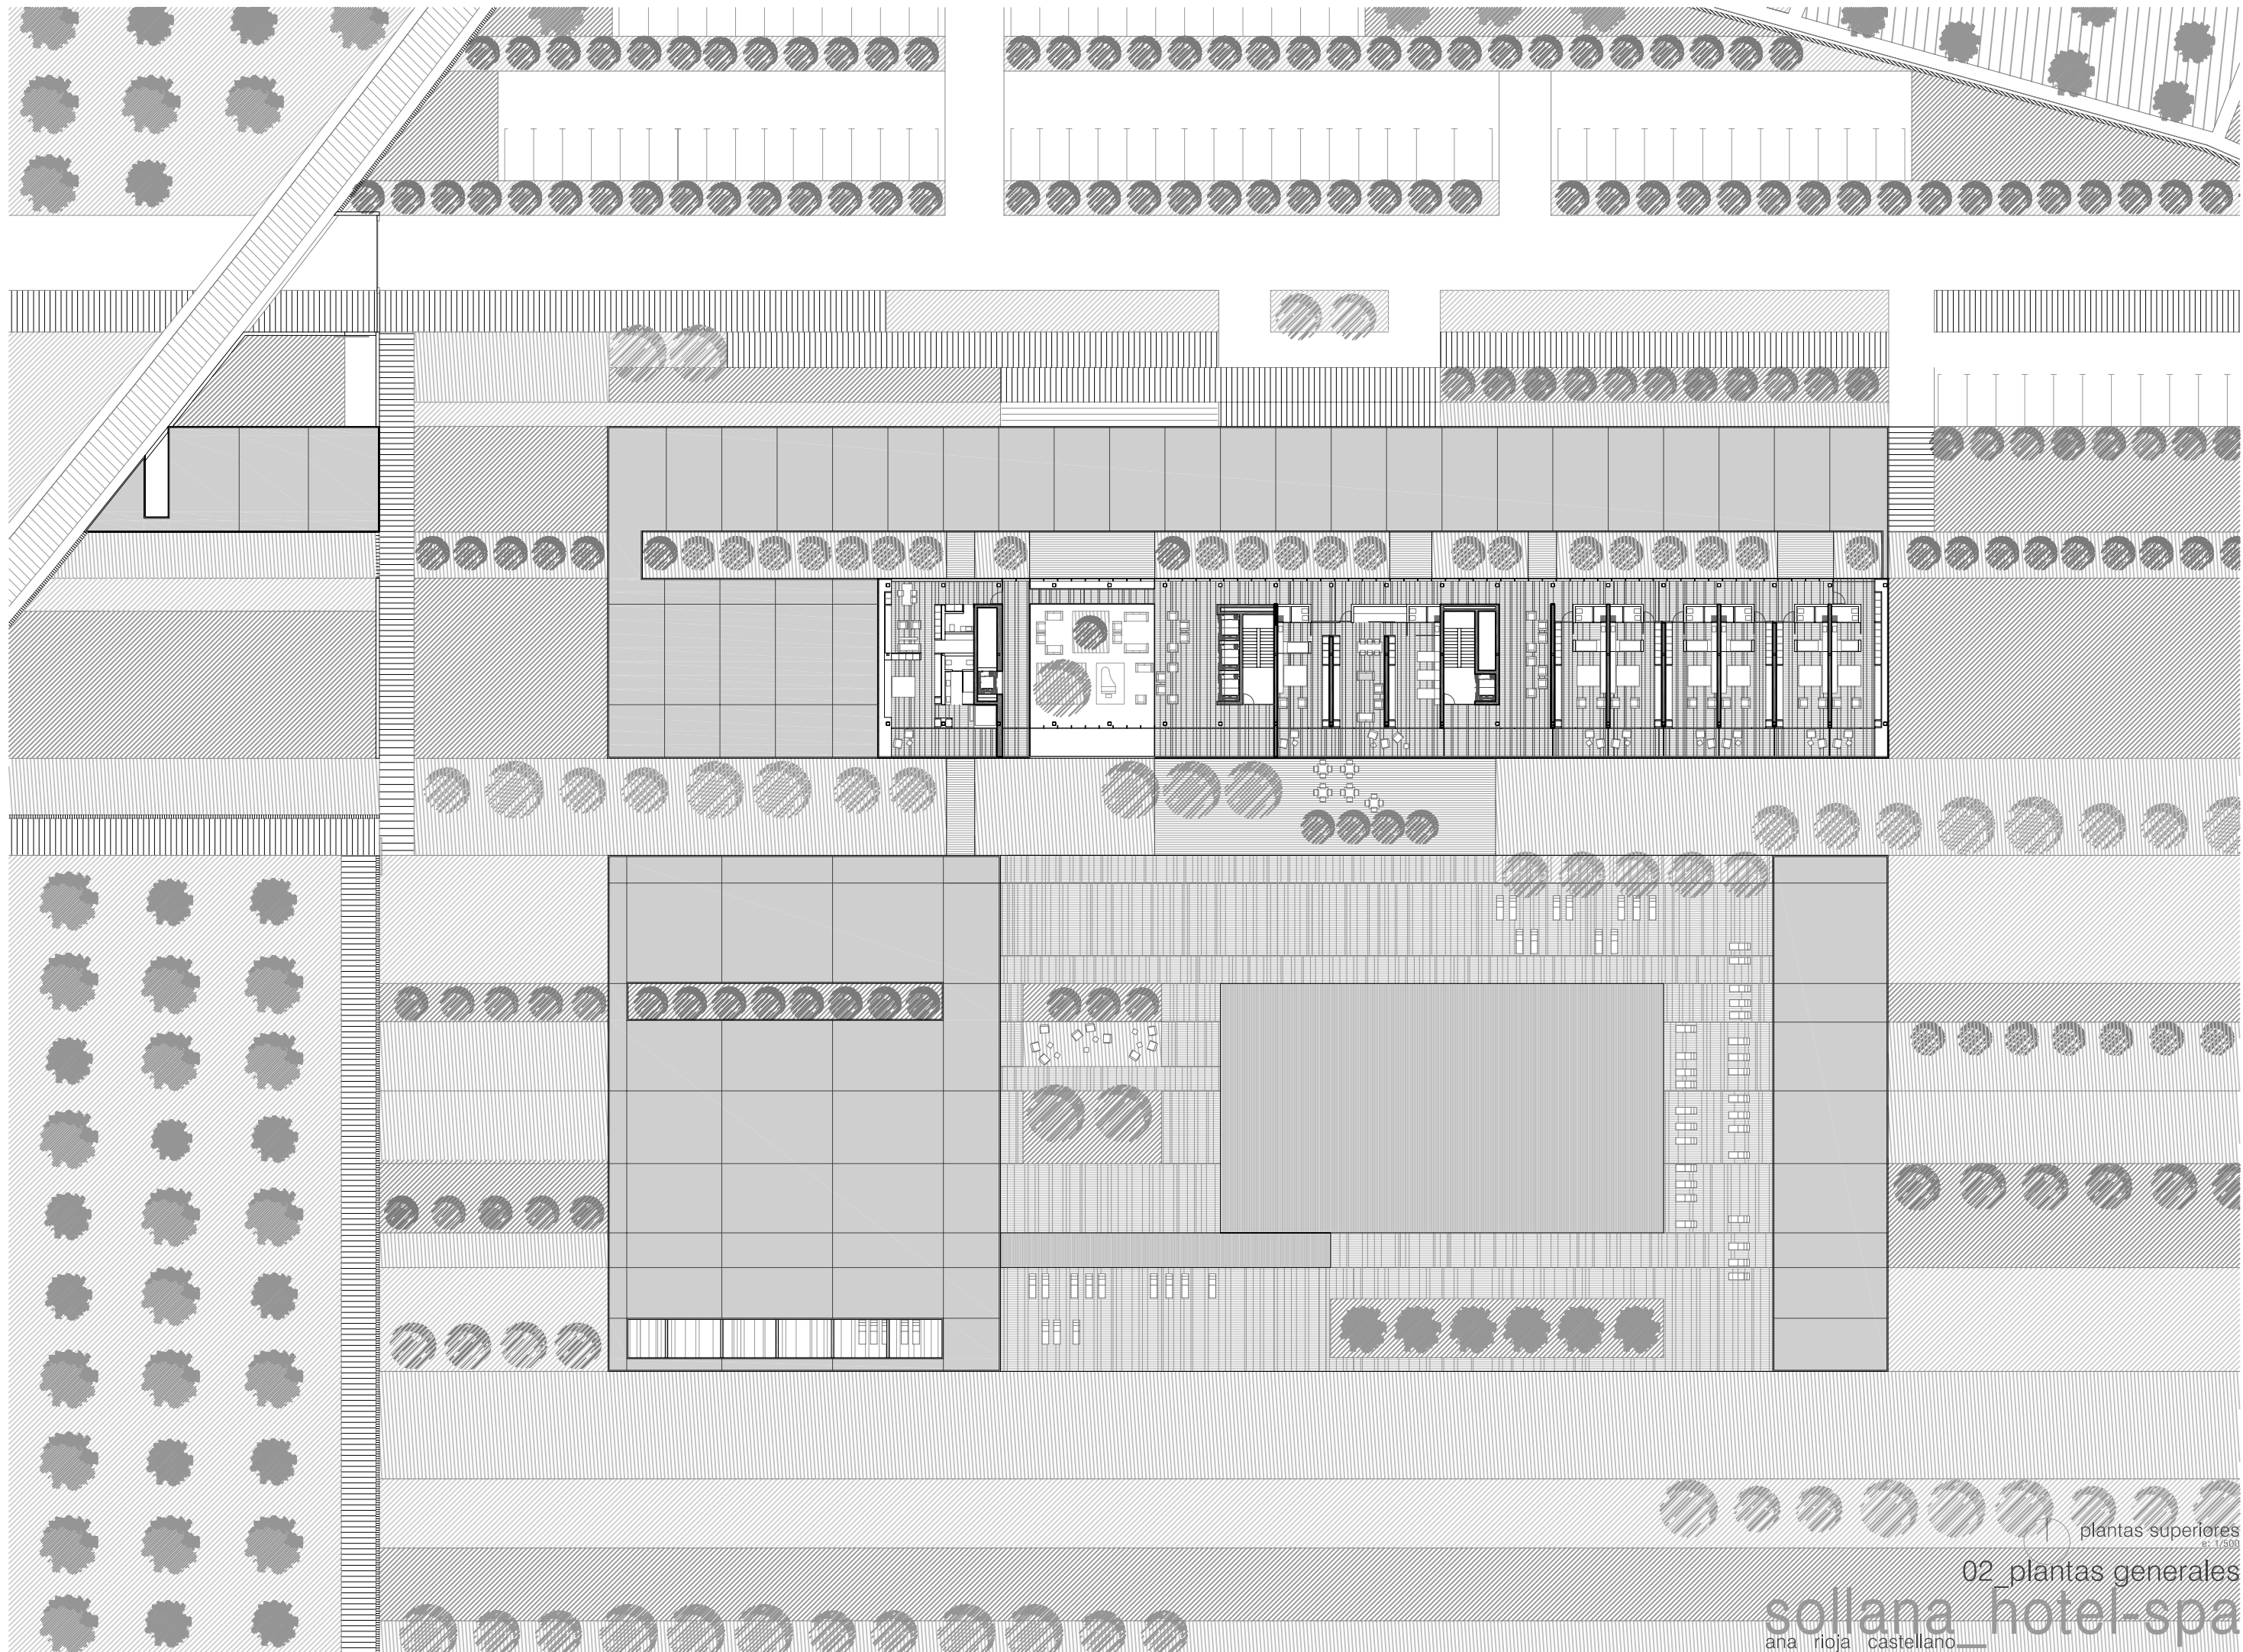 plantas superiores
e: 1/500
02_plantas generales
sollana_hotel-spa
ana rioja castellano